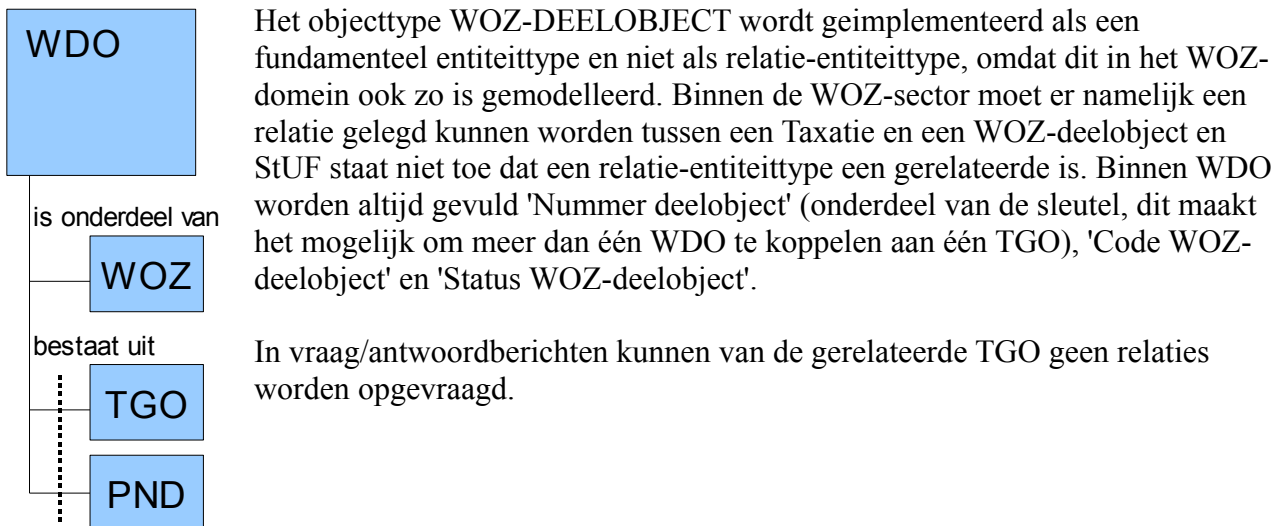 WDO
is onderdeel van
WOZ
bestaat uit
TGO
PND
Het objecttype WOZ-DEELOBJECT wordt geimplementeerd als een
fundamenteel entiteittype en niet als relatie-entiteittype, omdat dit in het WOZ-
domein ook zo is gemodelleerd. Binnen de WOZ-sector moet er namelijk een
relatie gelegd kunnen worden tussen een Taxatie en een WOZ-deelobject en
StUF staat niet toe dat een relatie-entiteittype een gerelateerde is. Binnen WDO
worden altijd gevuld 'Nummer deelobject' (onderdeel van de sleutel, dit maakt
het mogelijk om meer dan één WDO te koppelen aan één TGO), 'Code WOZ-
deelobject' en 'Status WOZ-deelobject'.
In vraag/antwoordberichten kunnen van de gerelateerde TGO geen relaties
worden opgevraagd.